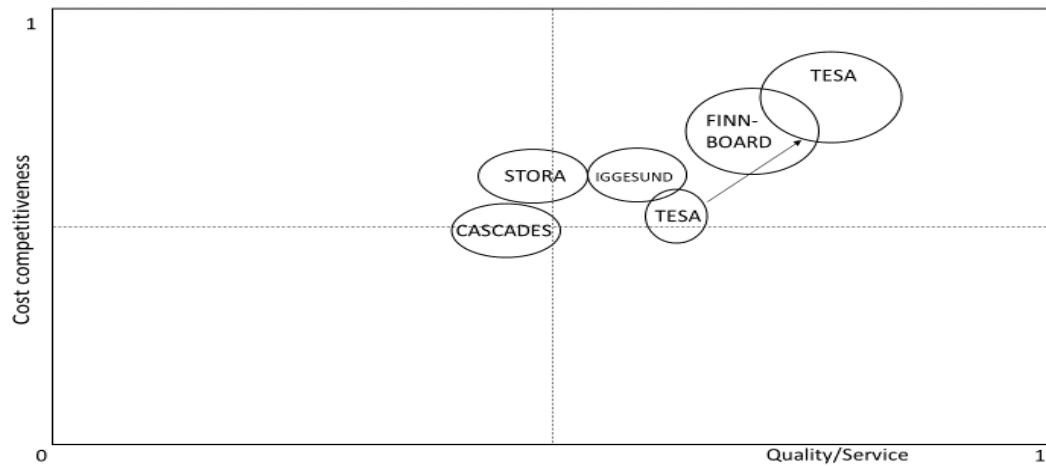 1
TESA
FINN-
BOARD
STORA
IGGESUND
TESA
CASCADES
Cost competitiveness
0
Quality/Service
1